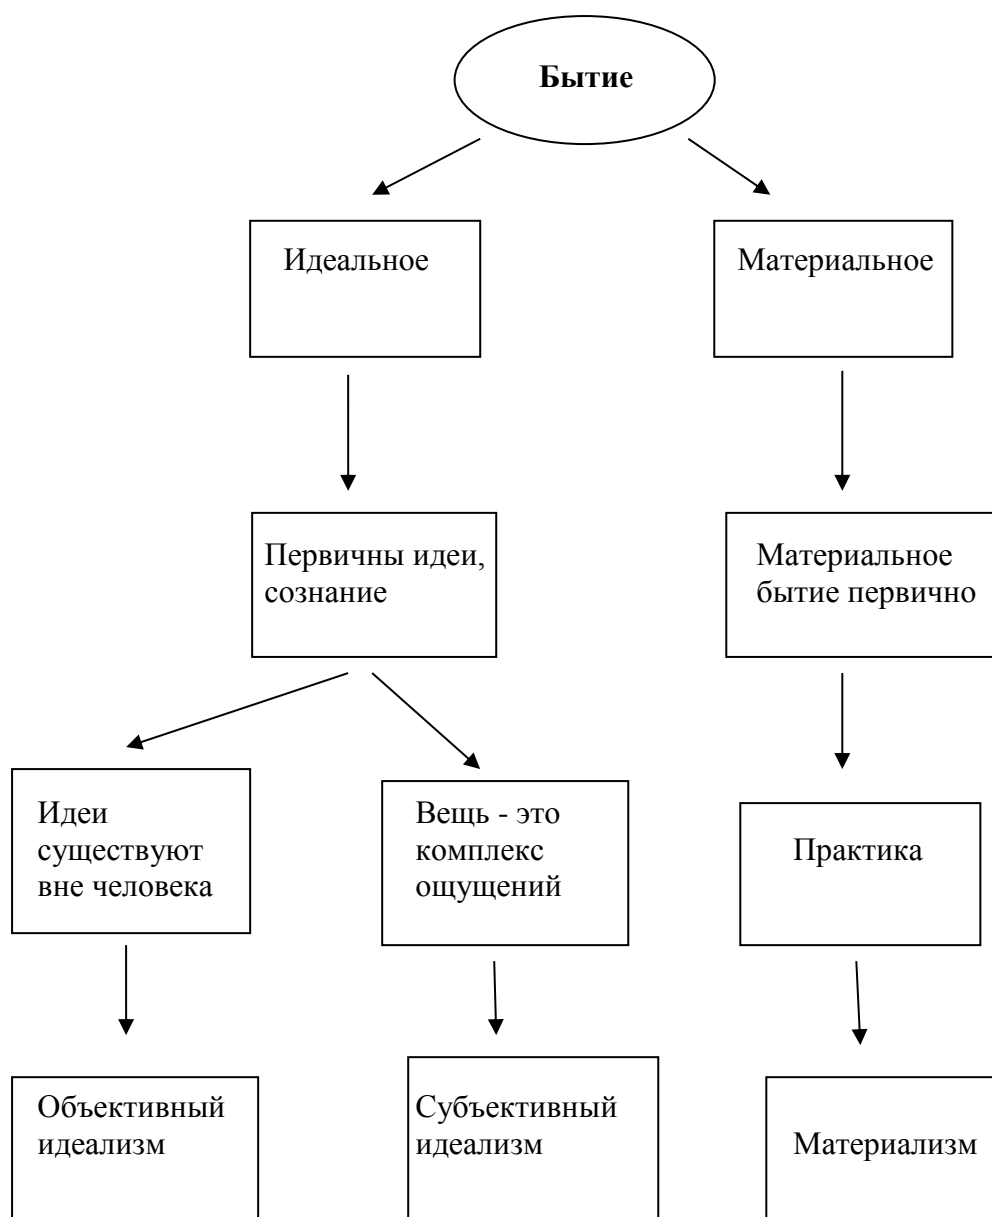 Бытие
Идеальное
Материальное
Первичны идеи,
сознание
Материальное
бытие первично
Идеи
существуют
вне человека
Вещь - это
комплекс
ощущений
Практика
Объективный
идеализм
Субъективный
идеализм
Материализм